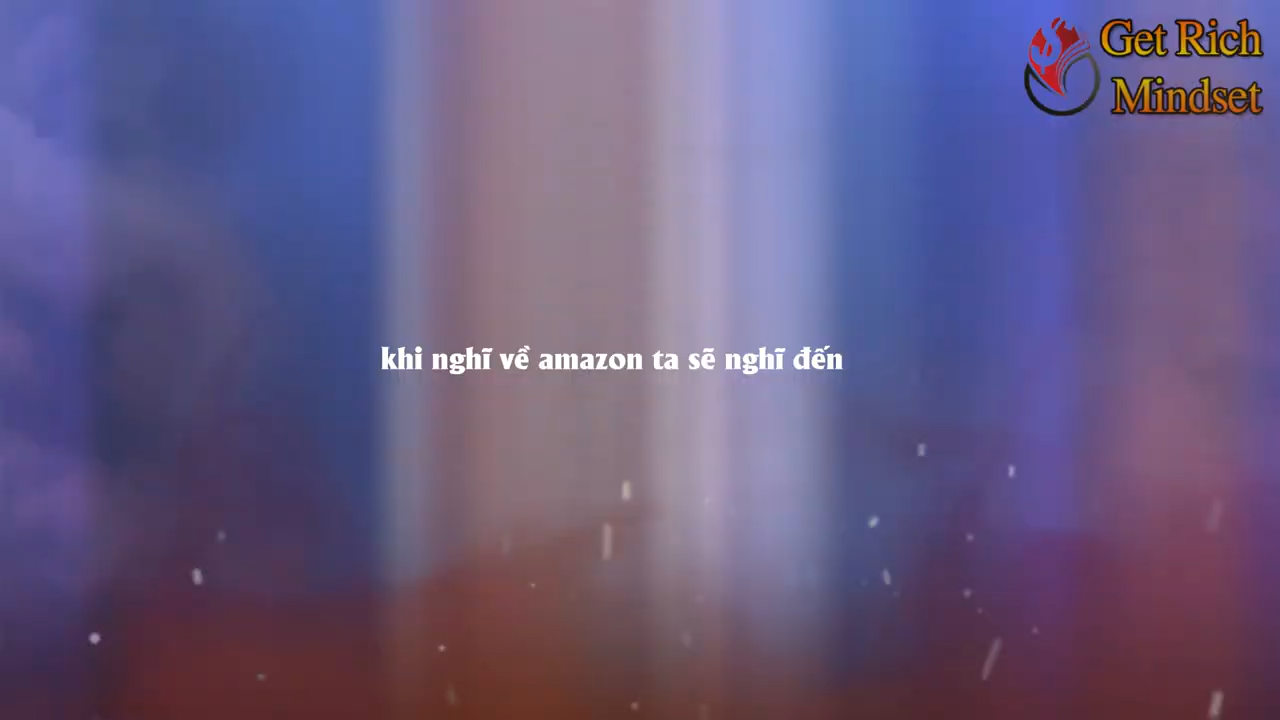 Get Rich
Mindset
khi nghĩ về amazon ta sẽ nghĩ đến